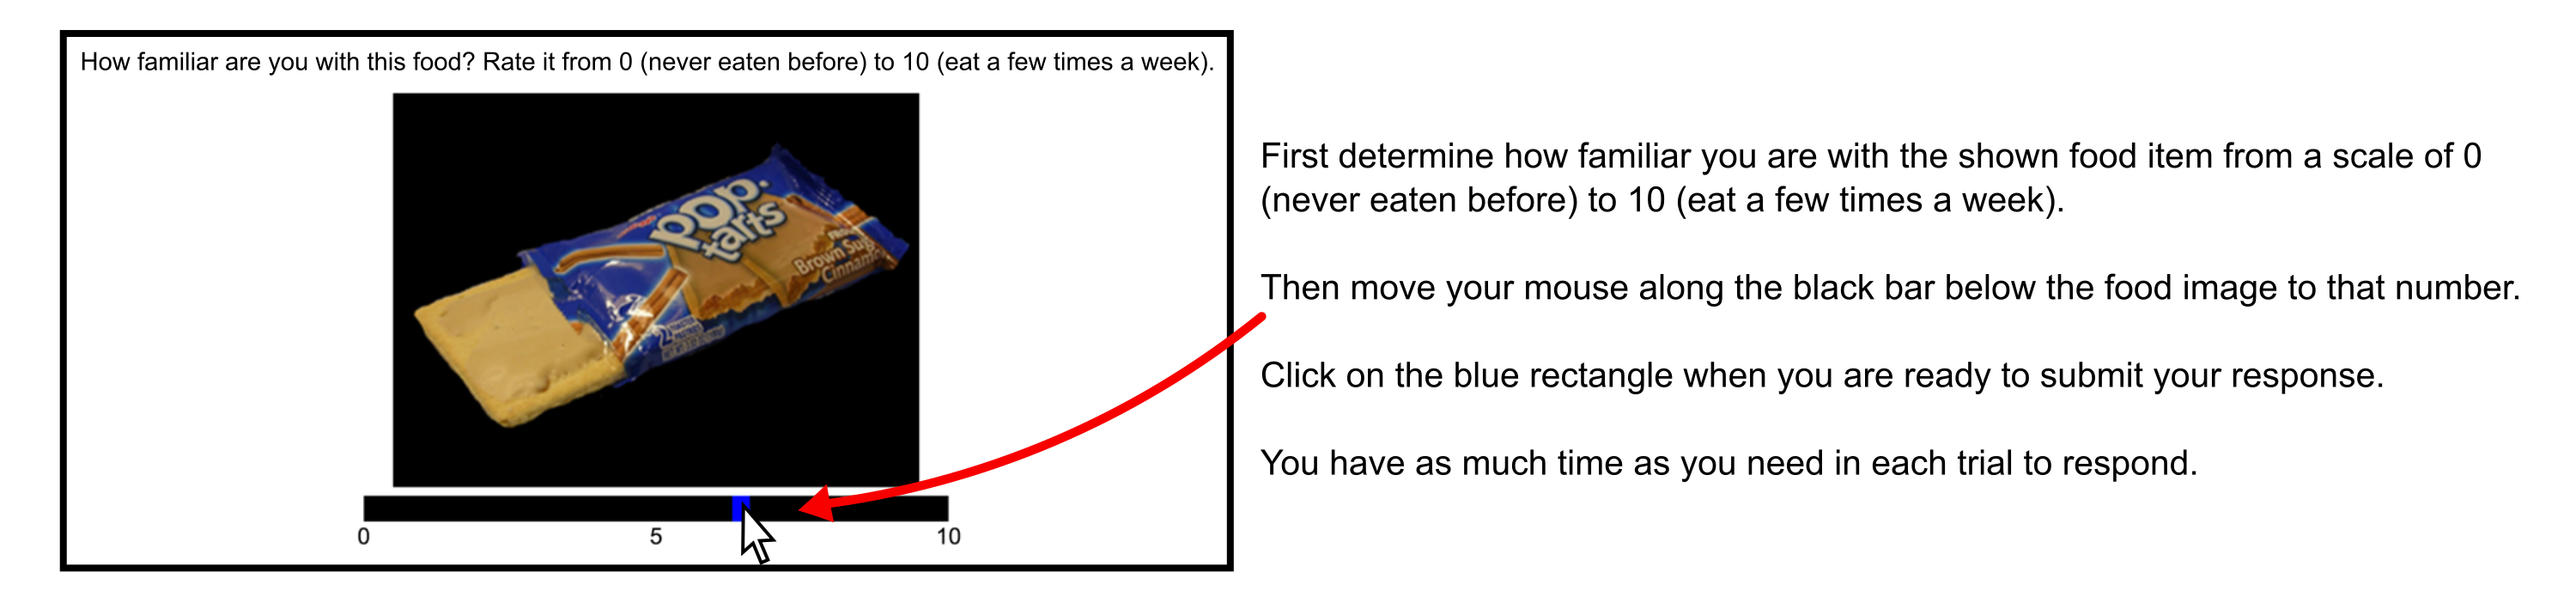 How familiar are you with this food? Rate it from 0 (never eaten before) to 10 (eat a few times a week).
pop.
tarts
Brown Su
Cinnam
2
0
5
10
First determine how familiar you are with the shown food item from a scale of 0
(never eaten before) to 10 (eat a few times a week).
Then move your mouse along the black bar below the food image to that number.
Click on the blue rectangle when you are ready to submit your response.
You have as much time as you need in each trial to respond.